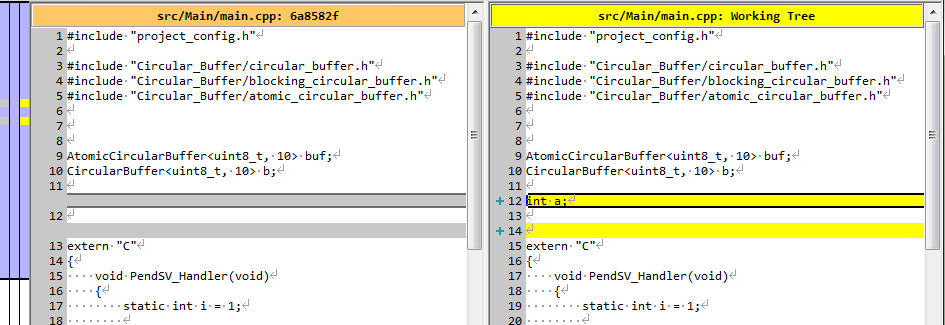 src/Main/main.cpp: 6a8582f
1 #include "project_config.h"
2
3 #include "Circular_Buffer/circular_buffer.h"
4 #include "Circular_Buffer/blocking_circular_buffer.h"
5 #include "Circular_Buffer/atomic_circular_buffer.h"
6
7
8
9 AtomicCircularBuffer<uint8_t, 10> buf;
10 CircularBuffer<uint8_t, 10> b;
11
12
13 extern "C"
14 {
15     void PendSV_Handler(void)
16     {
17         static int i = 1;
18
src/Main/main.cpp: Working Tree
1 #include "project_config.h"
2
3 #include "Circular_Buffer/circular_buffer.h"
4 #include "Circular_Buffer/blocking_circular_buffer.h"
5 #include "Circular_Buffer/atomic_circular_buffer.h"
6
7
8
9 AtomicCircularBuffer<uint8_t, 10> buf;
10 CircularBuffer<uint8_t, 10> b;
11
+ 12 int a;
13
+ 14
15 extern "C"
16 {
17     void PendSV_Handler(void)
18     {
19         static int i = 1;
20